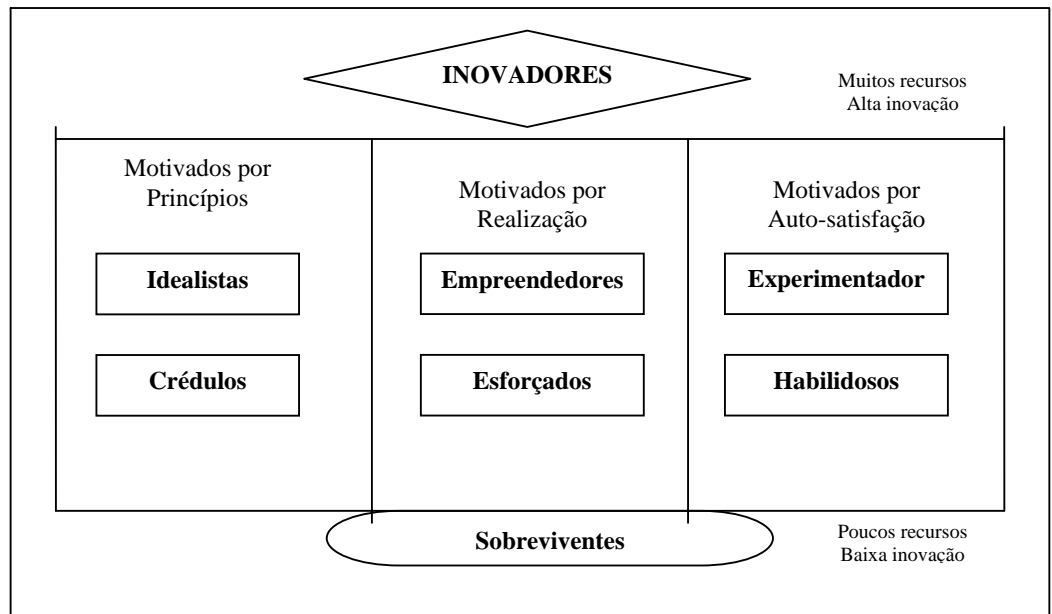 INOVADORES
Muitos recursos
Alta inovação
Motivados por
Princípios
Motivados por
Realização
Motivados por
Auto-satisfação
Idealistas
Empreendedores
Experimentador
Crédulos
Esforçados
Habilidosos
Sobreviventes
Poucos recursos
Baixa inovação